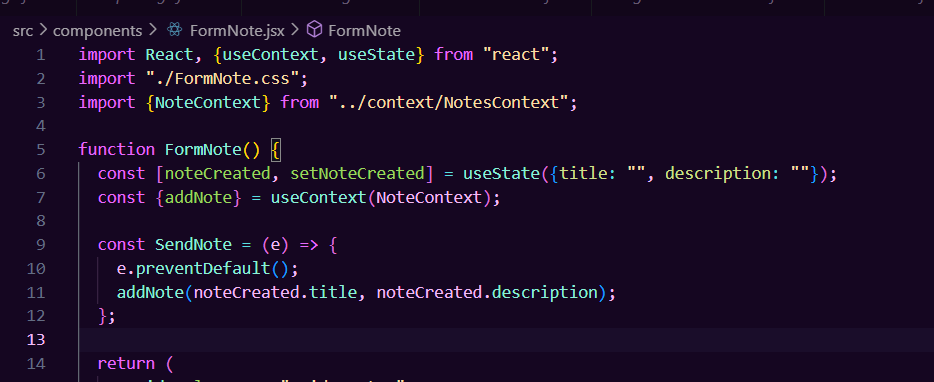 src > components > FormNote.jsx > FormNote
1 import React, {useContext, useState} from "react";
2 import "./FormNote.css";
3 import {NoteContext} from "../context/NotesContext";
4
5 function FormNote() {
6   const [noteCreated, setNoteCreated] = useState({title: "", description: ""});
7   const {addNote} = useContext(NoteContext);
8
9   const SendNote = (e) => {
10     e.preventDefault();
11     addNote(noteCreated.title, noteCreated.description);
12   };
13
14   return (